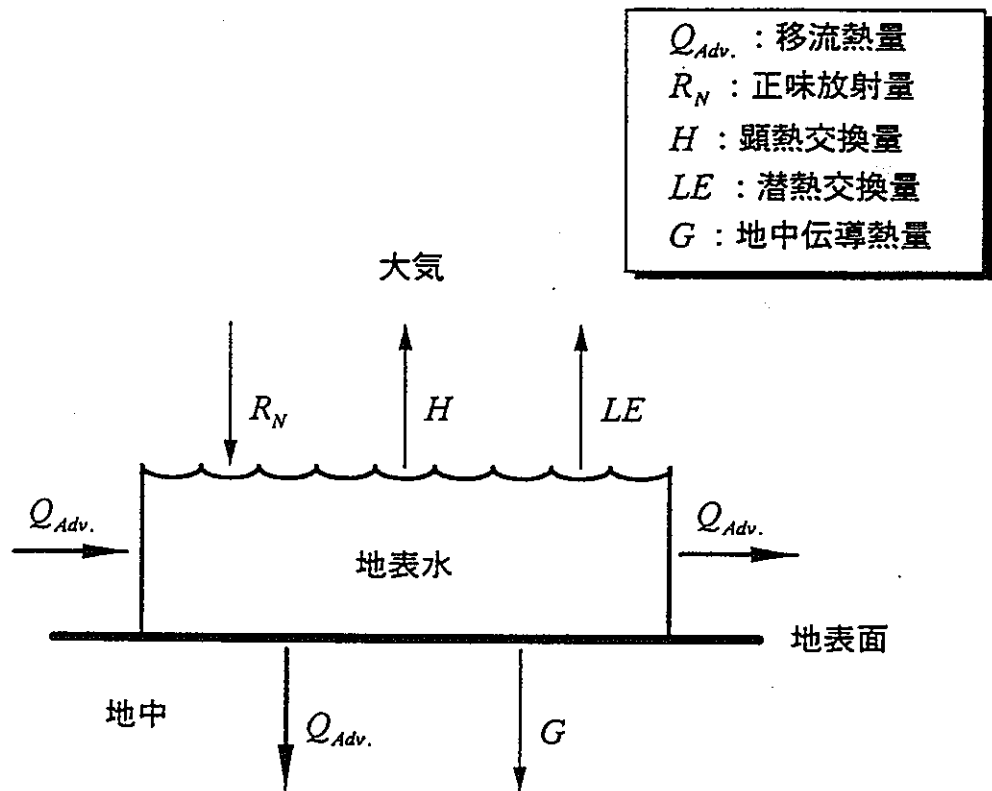 Q_Adv. : 移流熱量
R_N : 正味放射量
H : 顕熱交換量
LE : 潜熱交換量
G : 地中伝導熱量
大気
R_N
H
LE
Q_Adv.
Q_Adv.
地表水
地表面
地中
Q_Adv.
G